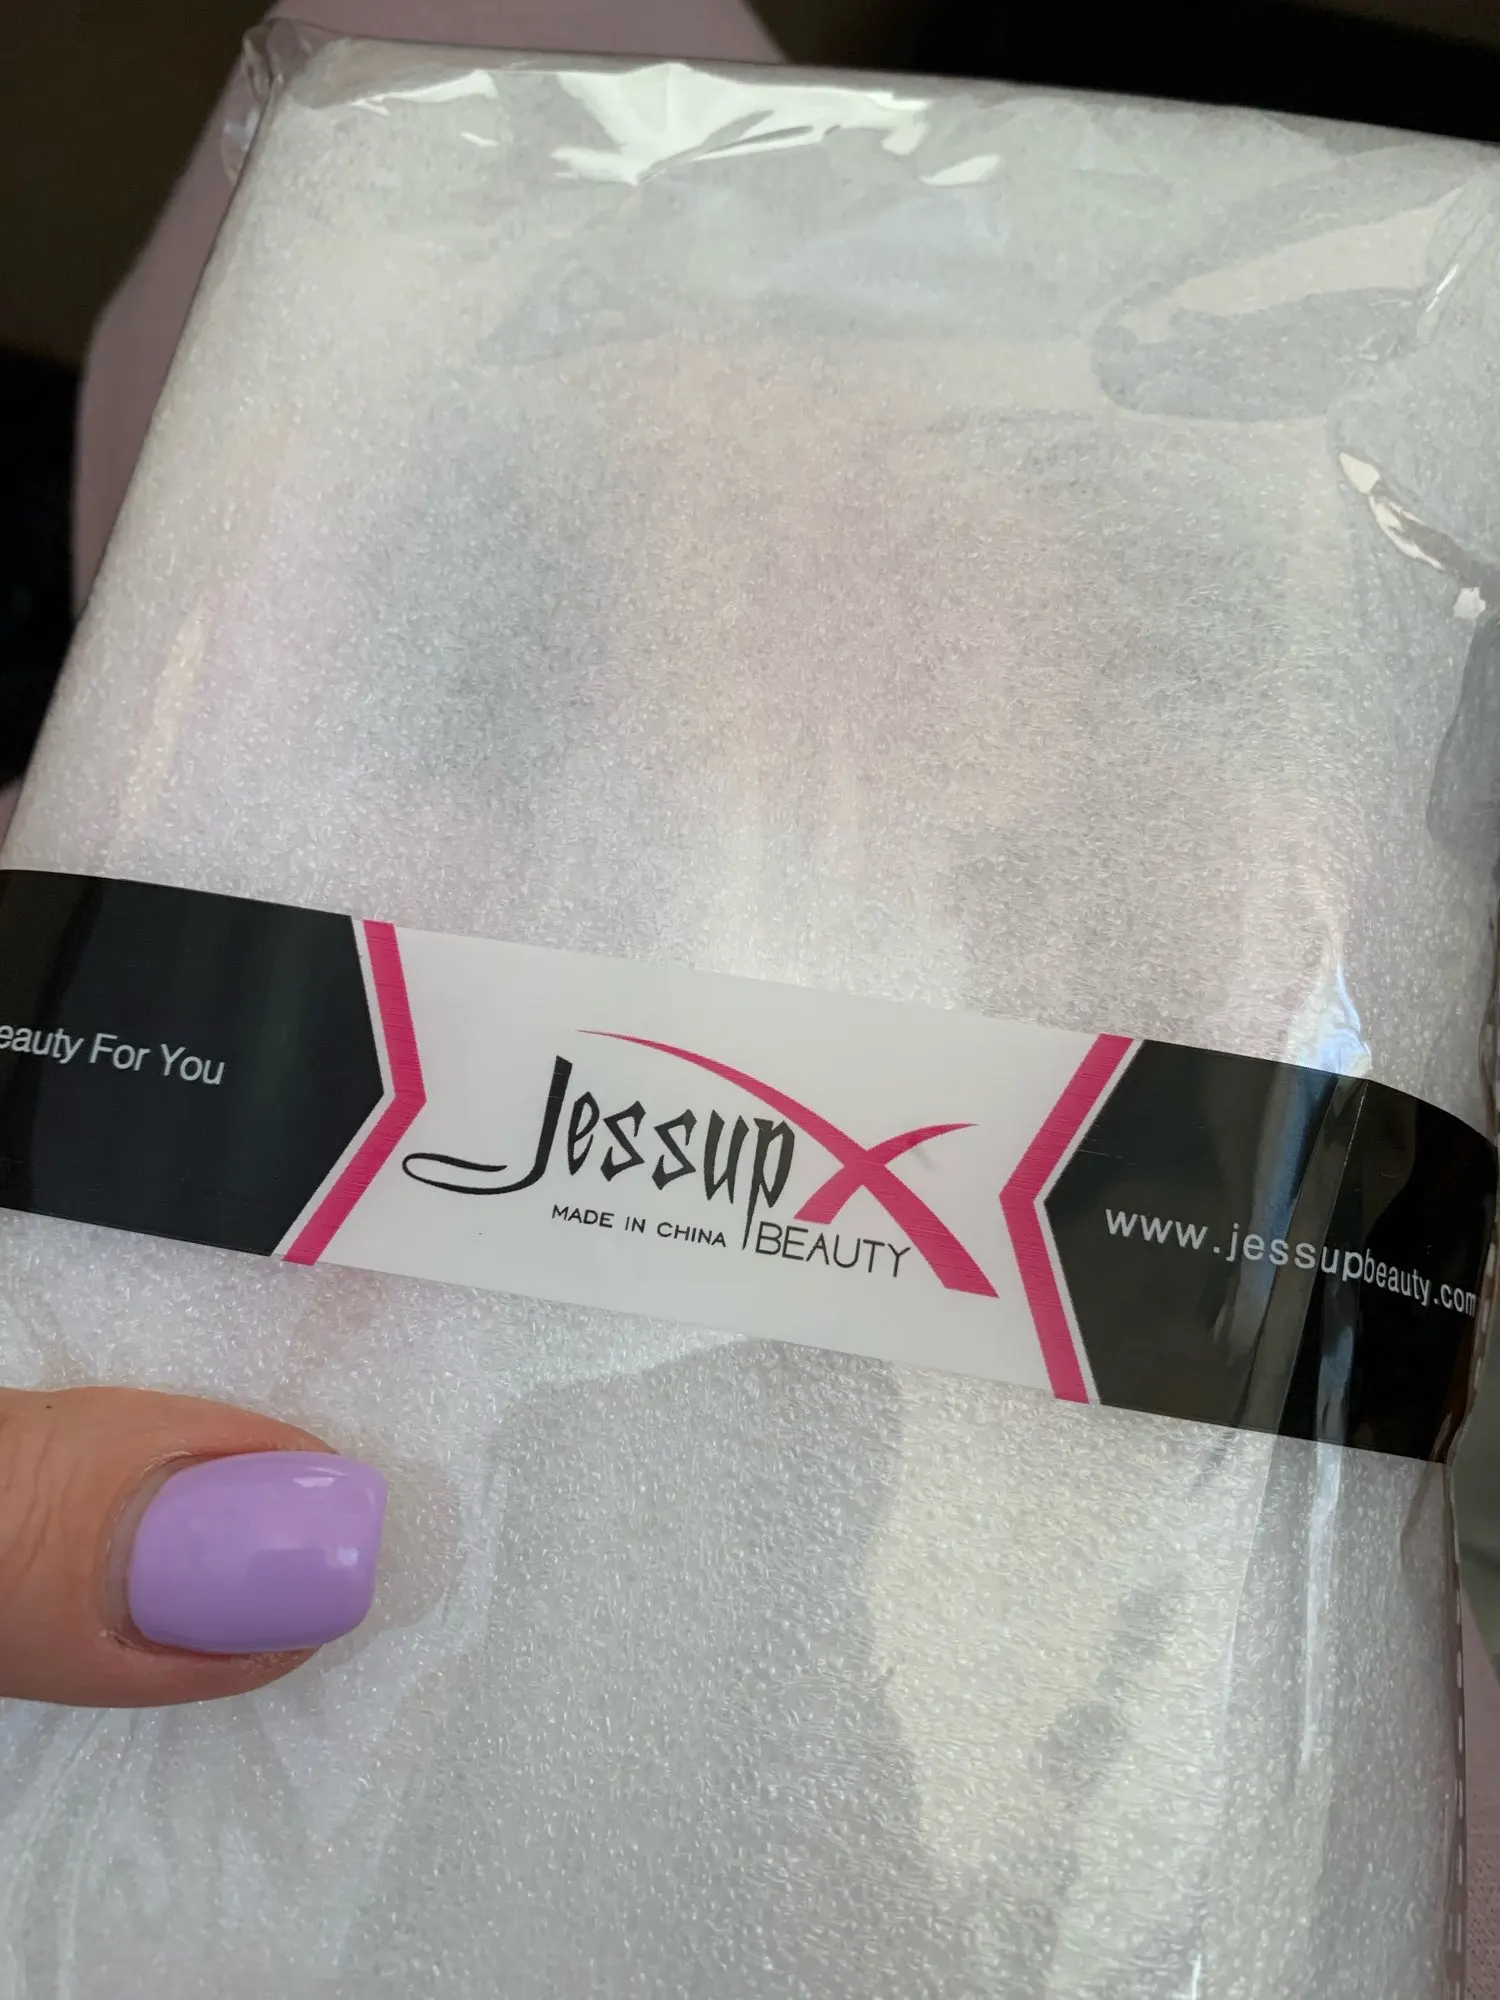 eauty For You
Jessup
MADE IN CHINA
BEAUTY
www.jessupbeauty.com